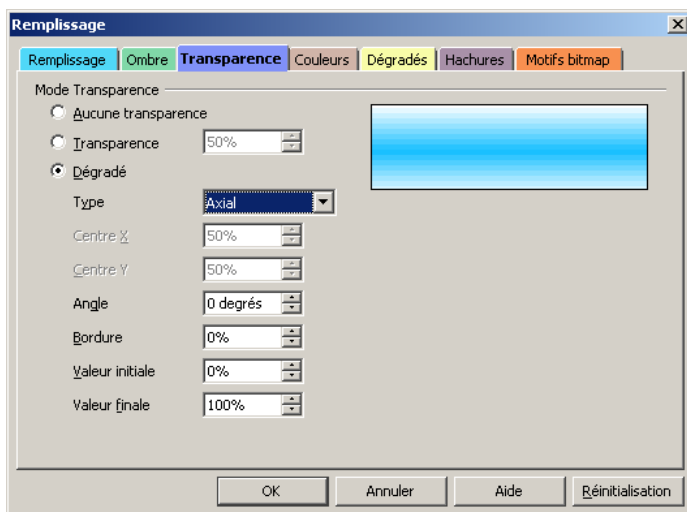 Remplissage
Remplissage Ombre Transparence Couleurs Dégradés Hachures Motifs bitmap
Mode Transparence
Aucune transparence
Transparence 50%
Dégradé
Type Axial
Centre X 50%
Centre Y 50%
Angle 0 degrés
Bordure 0%
Valeur initiale 0%
Valeur finale 100%
OK Annuler Aide Réinitialisation